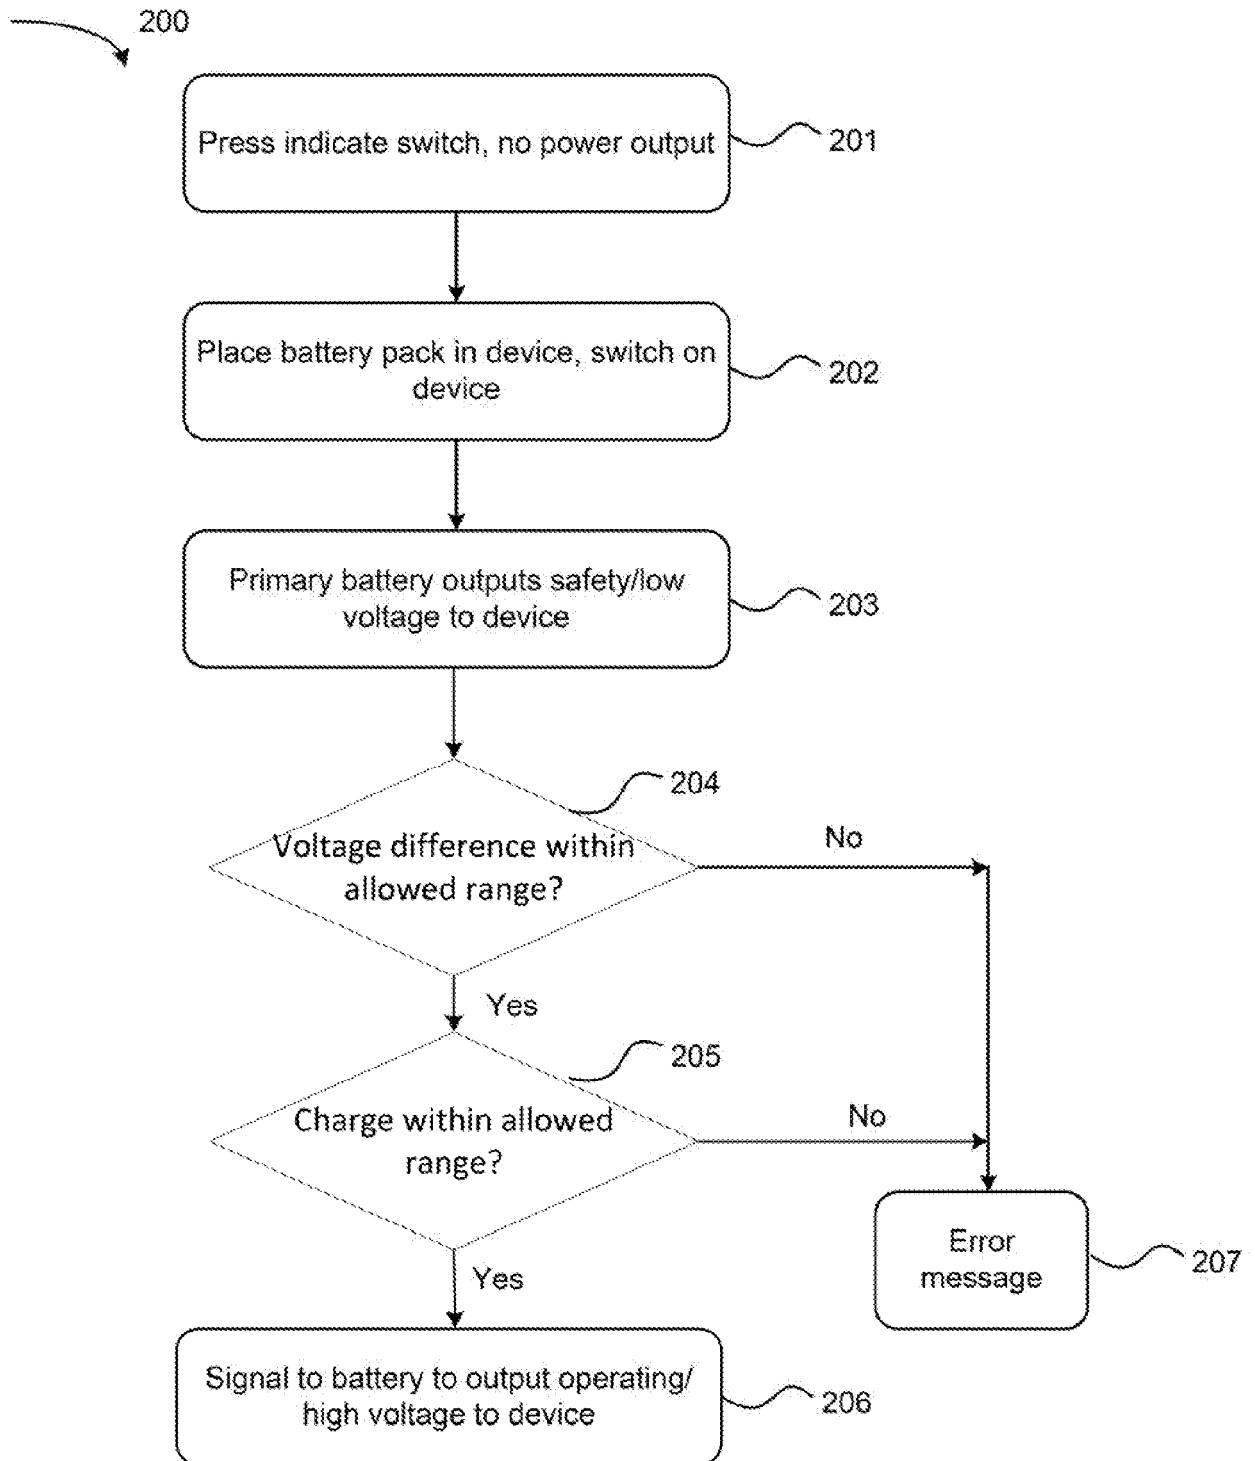 200
Press indicate switch, no power output
201
Place battery pack in device, switch on
device
202
Primary battery outputs safety/low
voltage to device
203
204
Voltage difference within
allowed range?
No
Yes
205
Charge within allowed
range?
No
Yes
Error
message
207
Signal to battery to output operating/
high voltage to device
206